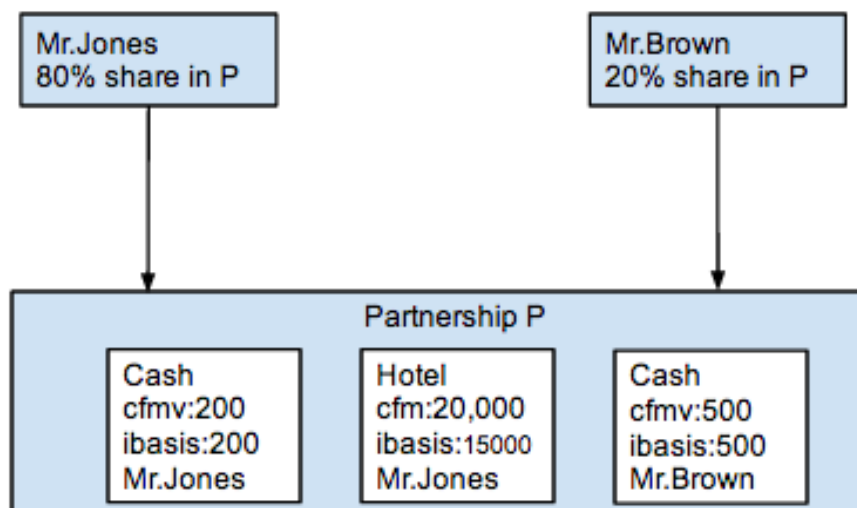 Mr.Jones
80% share in P
Mr.Brown
20% share in P
Partnership P
Cash
cfmv:200
ibasis:200
Mr.Jones
Hotel
cfm:20,000
ibasis:15000
Mr.Jones
Cash
cfmv:500
ibasis:500
Mr.Brown